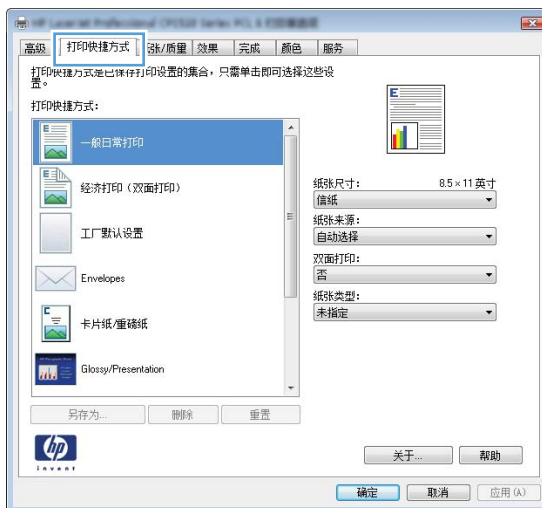 高级 打印快捷方式 纸张/质量 效果 完成 颜色 服务
打印快捷方式是已保存打印设置的集合，只需单击即可选择这些设
置。
打印快捷方式：
一般日常打印
经济打印（双面打印）
工厂默认设置
Envelopes
卡片纸/重磅纸
Glossy/Presentation
另存为... 删除 重置
纸张尺寸： 8.5×11 英寸
信纸
纸张来源：
自动选择
双面打印：
否
纸张类型：
未指定
hp
invent
关于... 帮助
确定 取消 应用(A)